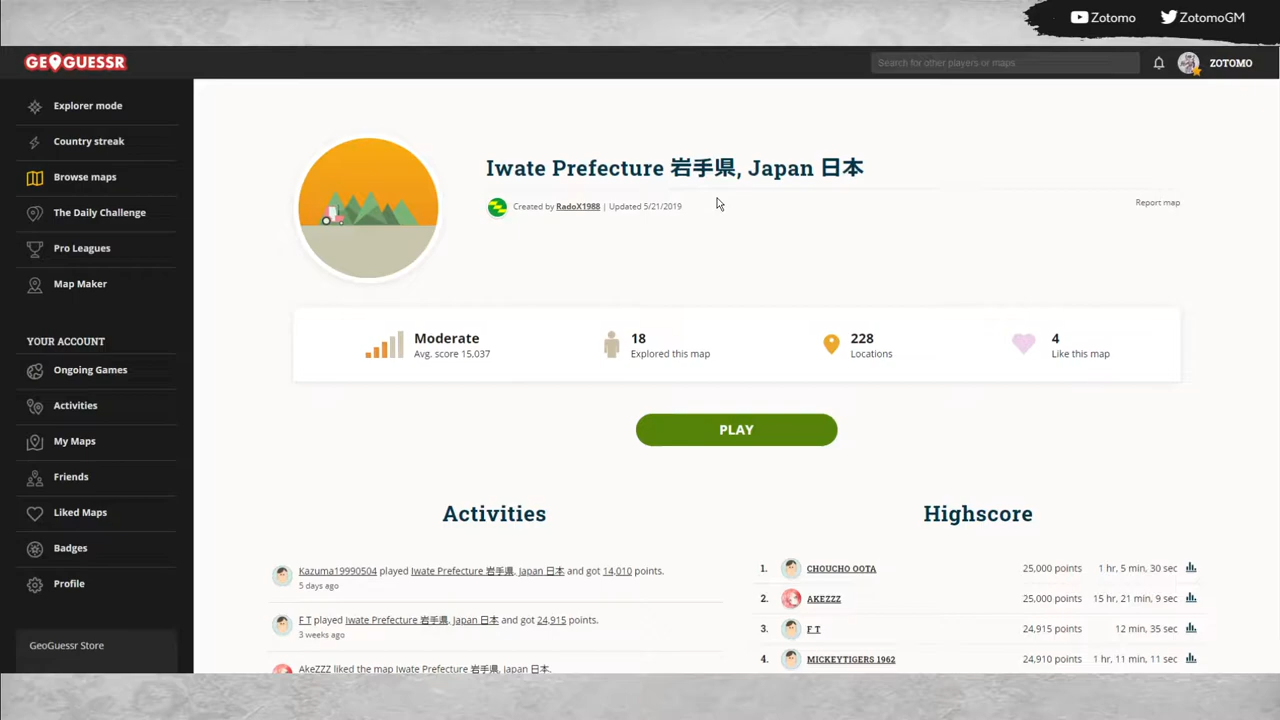 Zotomo
ZotomoGM
GEOGUESSR
Search for other players or maps
ZOTOMO
Explorer mode
Country streak
Browse maps
The Daily Challenge
Pro Leagues
Map Maker
YOUR ACCOUNT
Ongoing Games
Activities
My Maps
Friends
Liked Maps
Badges
Profile
GeoGuessr Store
Iwate Prefecture 岩手県, Japan 日本
Created by RadoX1988 | Updated 5/21/2019
Report map
Moderate
Avg. score 15,037
18
Explored this map
228
Locations
4
Like this map
PLAY
Activities
Kazuma19990504 played Iwate Prefecture 岩手県, Japan 日本 and got 14,010 points.
5 days ago
F T played Iwate Prefecture 岩手県, Japan 日本 and got 24,915 points.
3 weeks ago
AkeZZZ liked the map Iwate Prefecture 岩手県, Japan 日本.
Highscore
1. CHOUCHO OOTA 25,000 points 1 hr, 5 min, 30 sec
2. AKEZZZ 25,000 points 15 hr, 21 min, 9 sec
3. F T 24,915 points 12 min, 35 sec
4. MICKEYTIGERS 1962 24,910 points 1 hr, 11 min, 11 sec